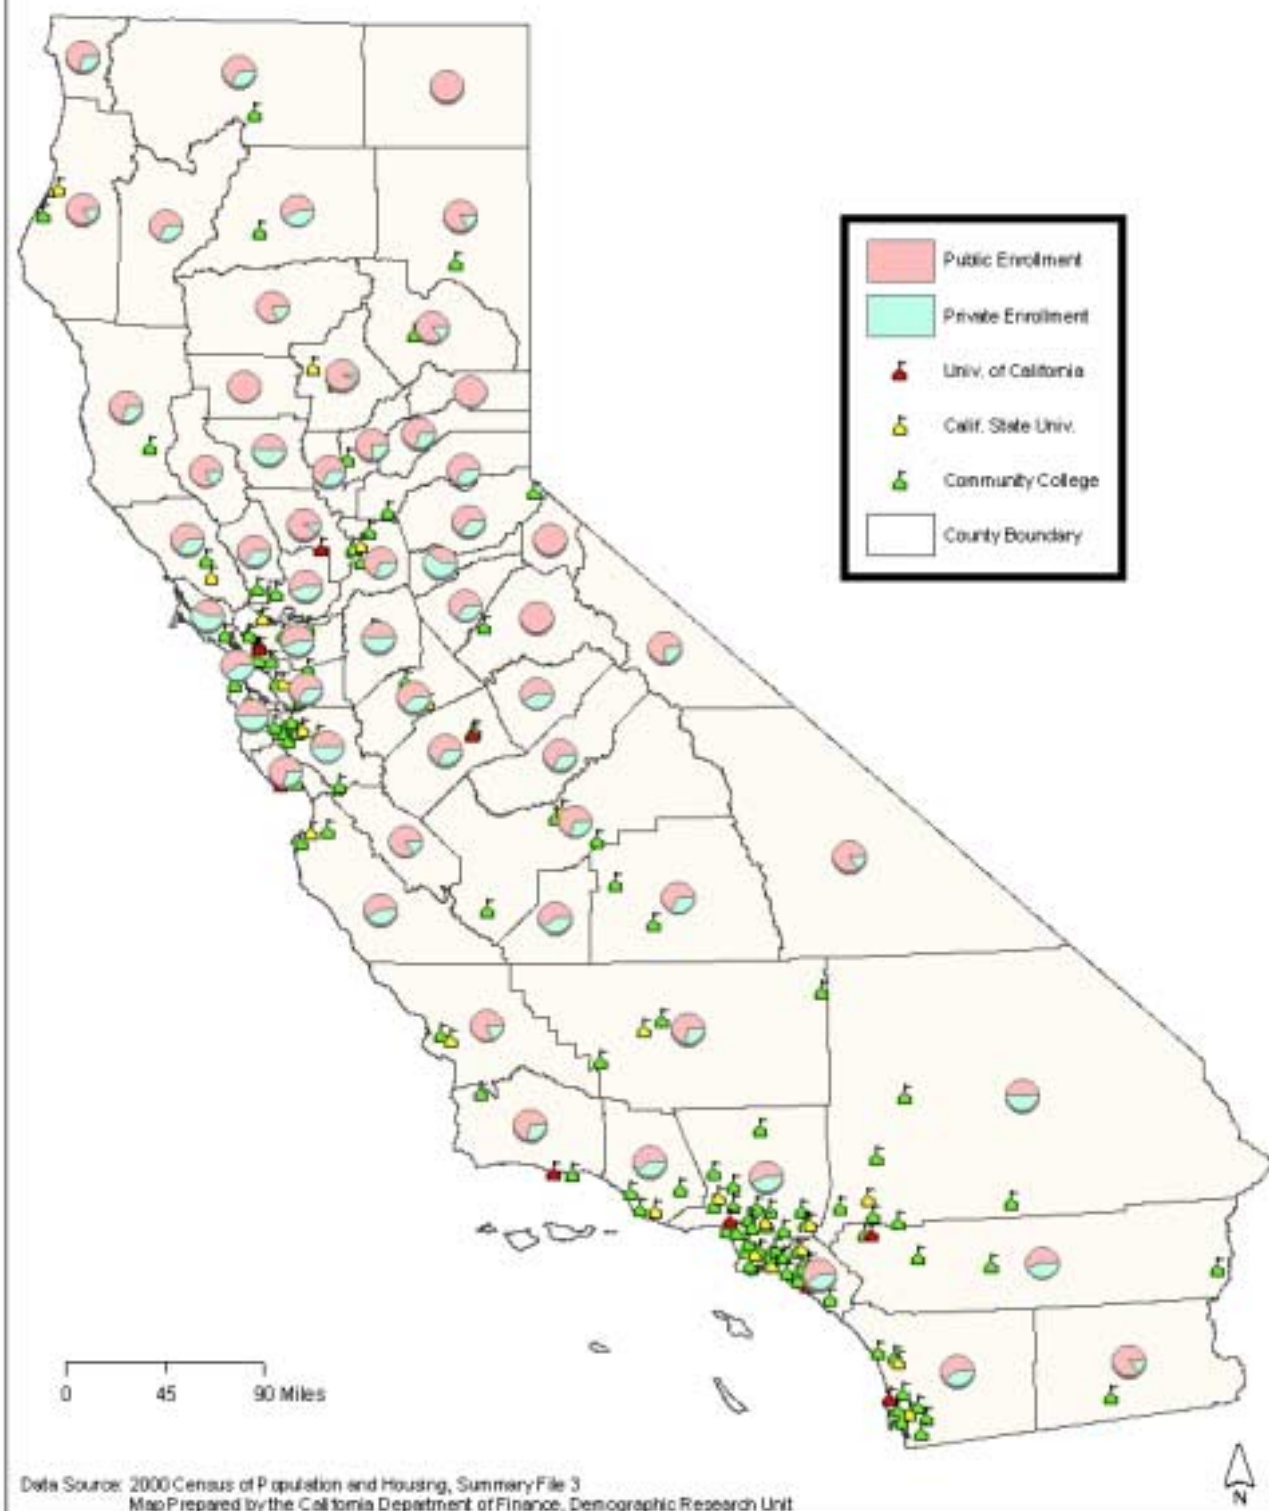 Public Enrollment
Private Enrollment
Univ. of California
Calif. State Univ.
Community College
County Boundary
0 45 90 Miles
Data Source: 2000 Census of Population and Housing, Summary File 3
Map Prepared by the California Department of Finance, Demographic Research Unit
N